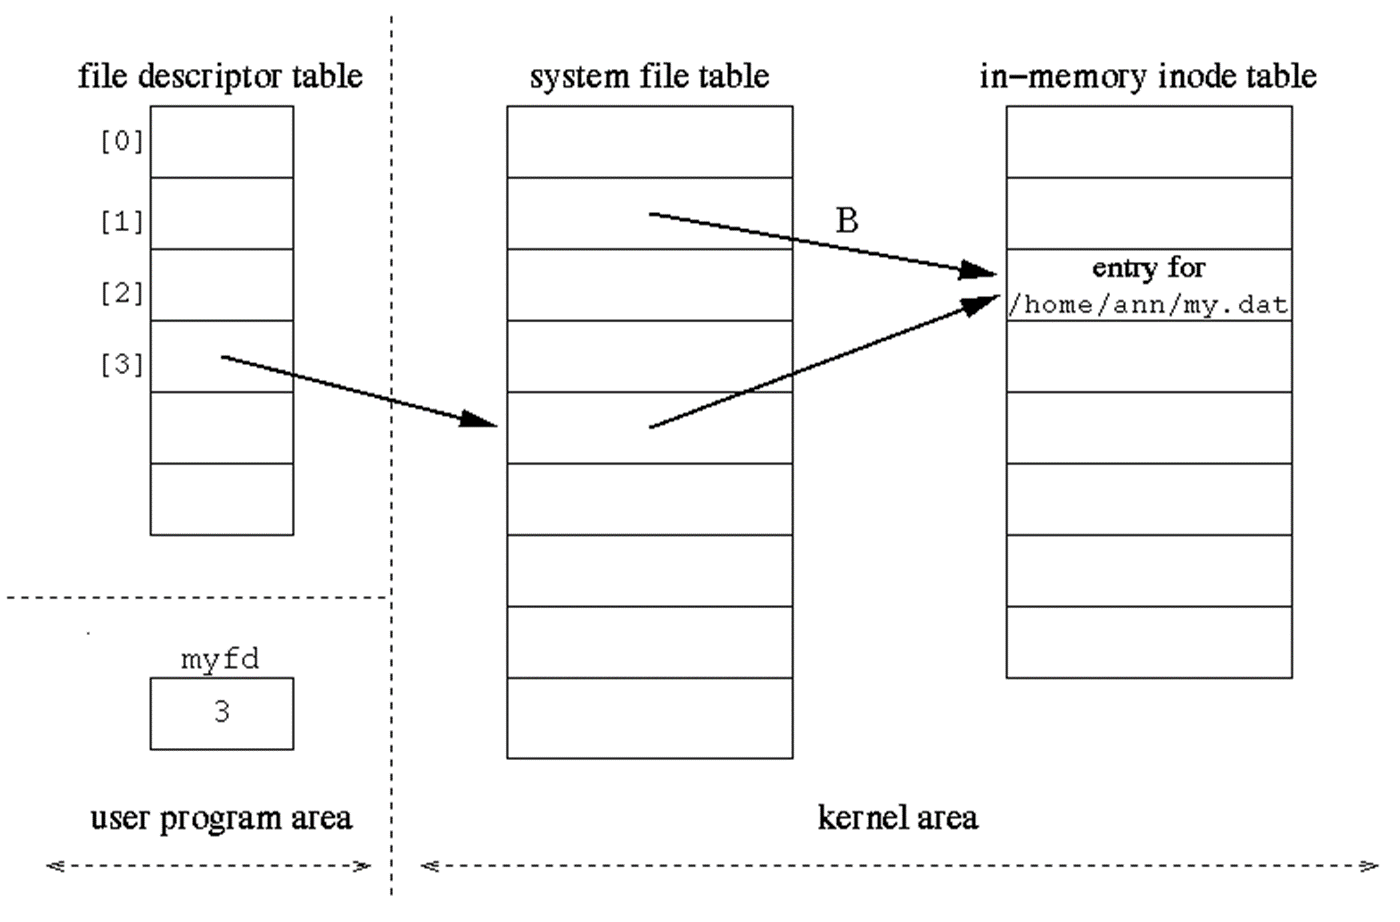 file descriptor table
system file table
in-memory inode table
[0]
[1]
B
entry for
[2]
/home/ann/my.dat
[3]
myfd
3
user program area
kernel area